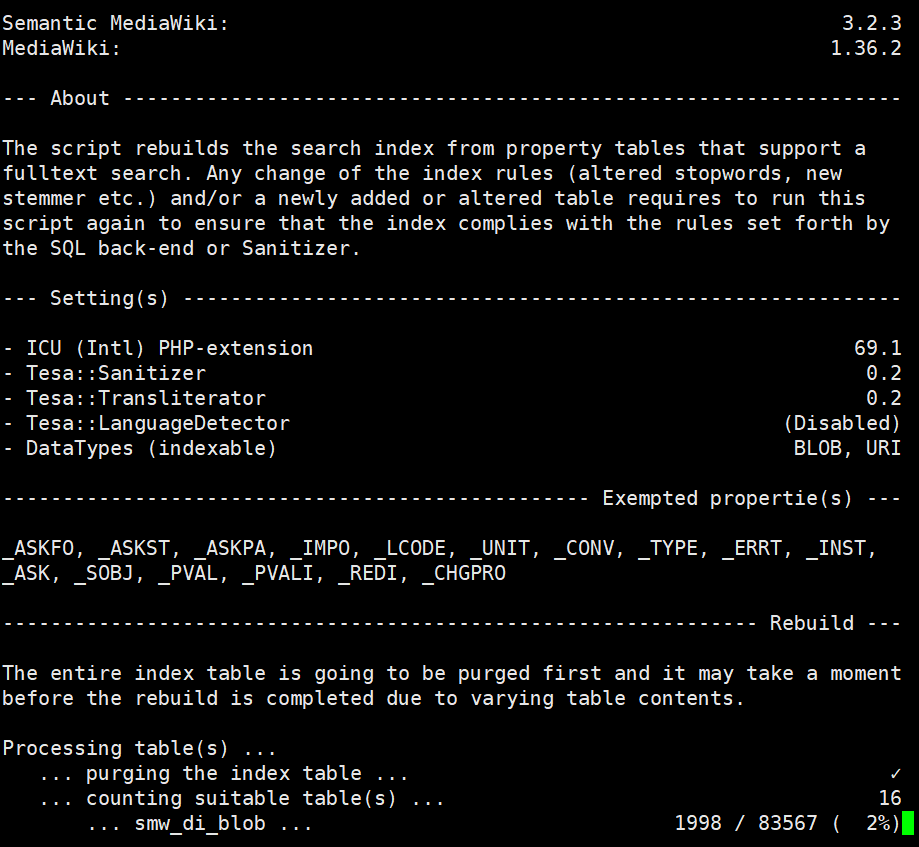 Semantic MediaWiki: 3.2.3
MediaWiki: 1.36.2
--- About -----------------------------------------------------------------
The script rebuilds the search index from property tables that support a
fulltext search. Any change of the index rules (altered stopwords, new
stemmer etc.) and/or a newly added or altered table requires to run this
script again to ensure that the index complies with the rules set forth by
the SQL back-end or Sanitizer.
--- Setting(s) ------------------------------------------------------------
- ICU (Intl) PHP-extension 69.1
- Tesa::Sanitizer 0.2
- Tesa::Transliterator 0.2
- Tesa::LanguageDetector (Disabled)
- DataTypes (indexable) BLOB, URI
------------------------------------------------- Exempted propertie(s) ---
_ASKFO, _ASKST, _ASKPA, _IMPO, _LCODE, _UNIT, _CONV, _TYPE, _ERRT, _INST,
_ASK, _SOBJ, _PVAL, _PVALI, _REDI, _CHGPRO
--------------------------------------------------------------- Rebuild ---
The entire index table is going to be purged first and it may take a moment
before the rebuild is completed due to varying table contents.
Processing table(s) ...
... purging the index table ... ✓
... counting suitable table(s) ... 16
... smw_di_blob ... 1998 / 83567 (  2%)